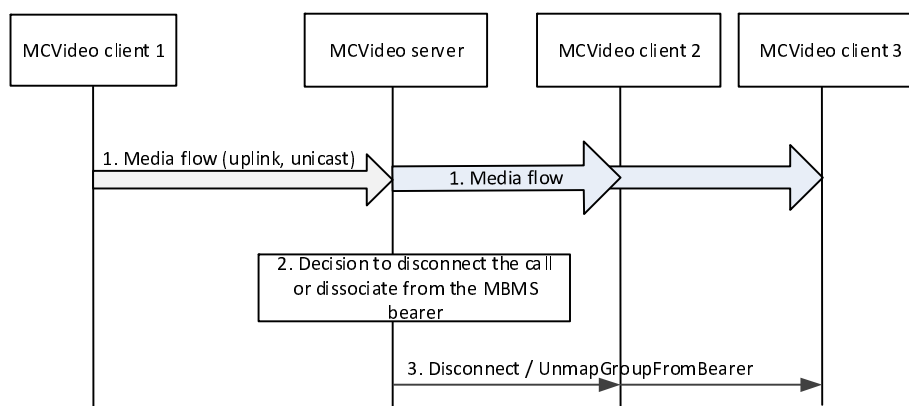 MCVideo client 1
MCVideo server
MCVideo client 2
MCVideo client 3
1. Media flow (uplink, unicast)
1. Media flow
2. Decision to disconnect the call
or dissociate from the MBMS
bearer
3. Disconnect / UnmapGroupFromBearer